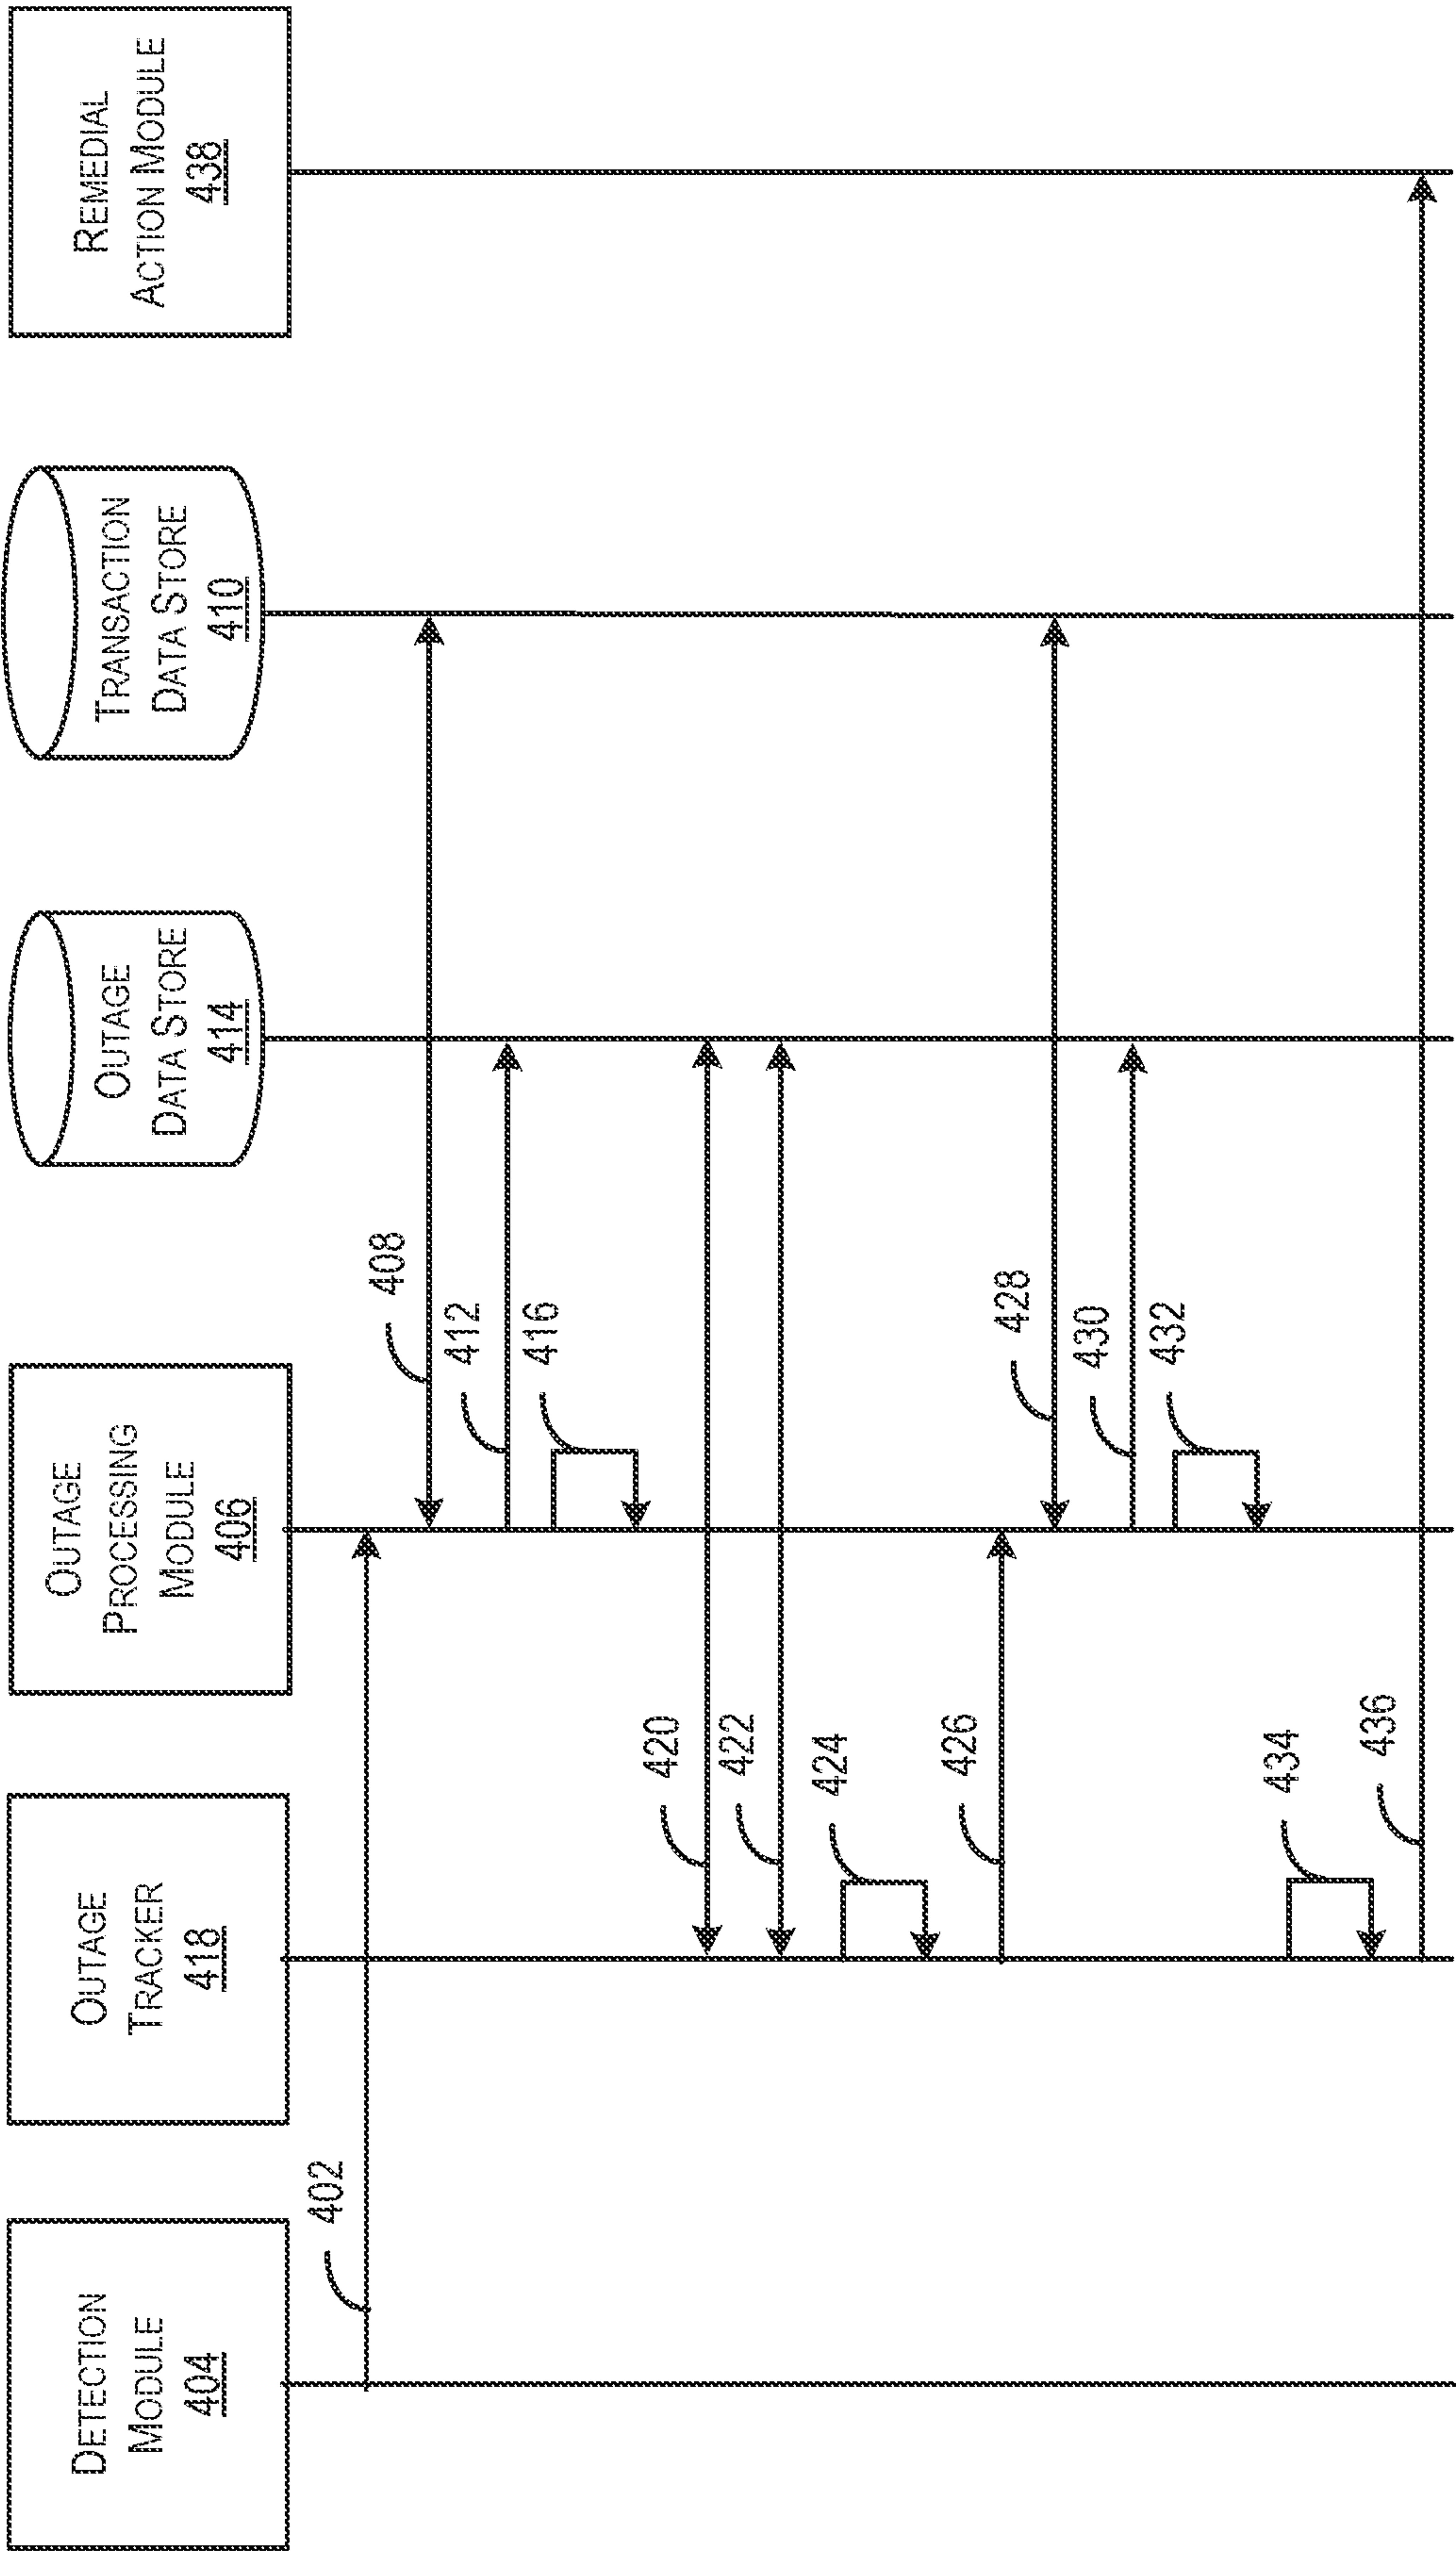 DETECTION
MODULE
404
OUTAGE
TRACKER
418
OUTAGE
PROCESSING
MODULE
406
OUTAGE
DATA STORE
414
TRANSACTION
DATA STORE
410
REMEDIAL
ACTION MODULE
438
402
408
412
416
420
422
424
426
428
430
432
434
436